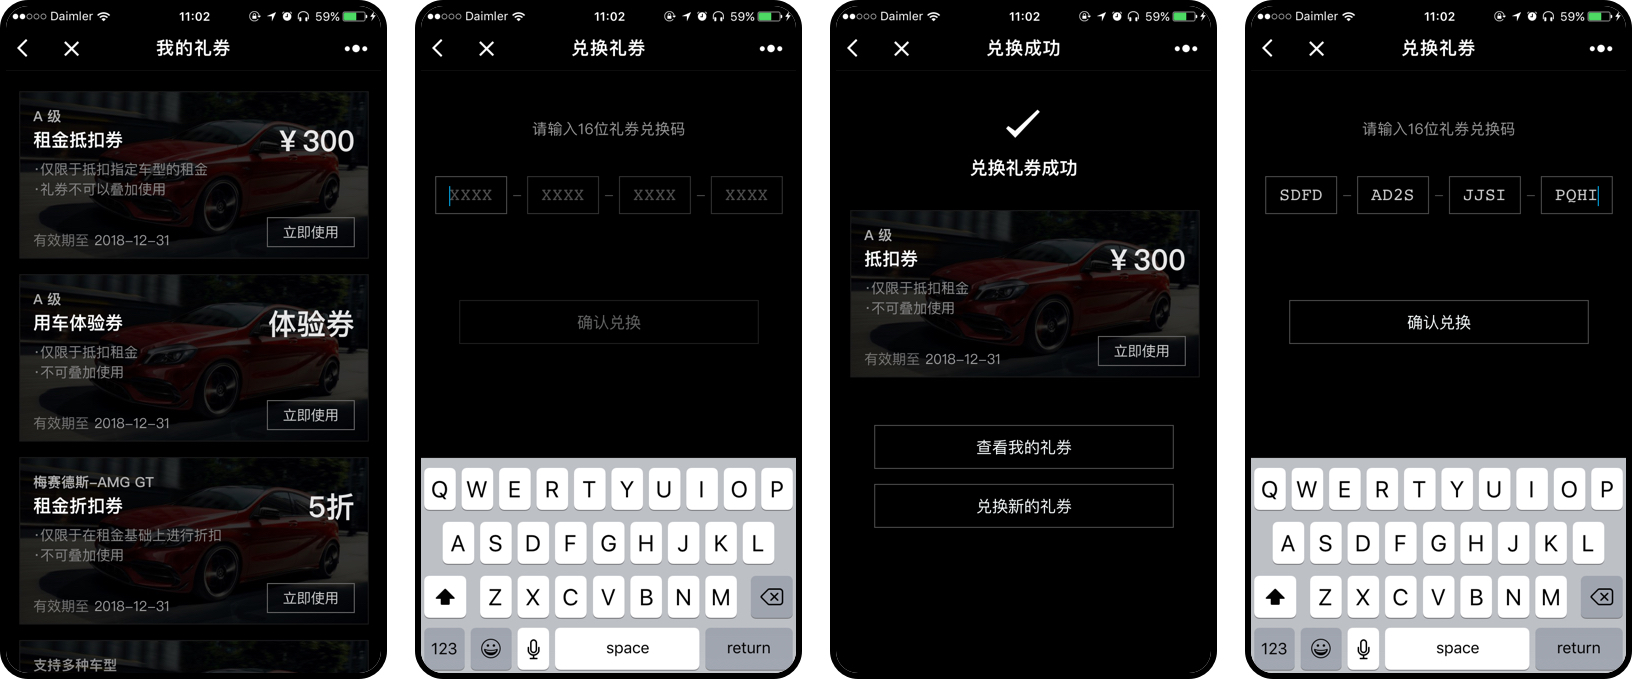 Daimler 11:02 59%
我的礼券
A 级
租金抵扣券
¥ 300
·仅限于抵扣指定车型的租金
·礼券不可以叠加使用
有效期至 2018-12-31
立即使用
A 级
用车体验券
体验券
·仅限于抵扣租金
·不可叠加使用
有效期至 2018-12-31
立即使用
梅赛德斯-AMG GT
租金折扣券
5折
·仅限于在租金基础上进行折扣
·不可叠加使用
有效期至 2018-12-31
立即使用
支持多种车型
Daimler 11:02 59%
兑换礼券
请输入16位礼券兑换码
XXXX – XXXX – XXXX – XXXX
确认兑换
Q W E R T Y U I O P
A S D F G H J K L
Z X C V B N M
123 space return
Daimler 11:02 59%
兑换成功
兑换礼券成功
A 级
抵扣券
¥ 300
·仅限于抵扣租金
·不可叠加使用
有效期至 2018-12-31
立即使用
查看我的礼券
兑换新的礼券
Daimler 11:02 59%
兑换礼券
请输入16位礼券兑换码
SDFD – AD2S – JJSI – PQHI
确认兑换
Q W E R T Y U I O P
A S D F G H J K L
Z X C V B N M
123 space return